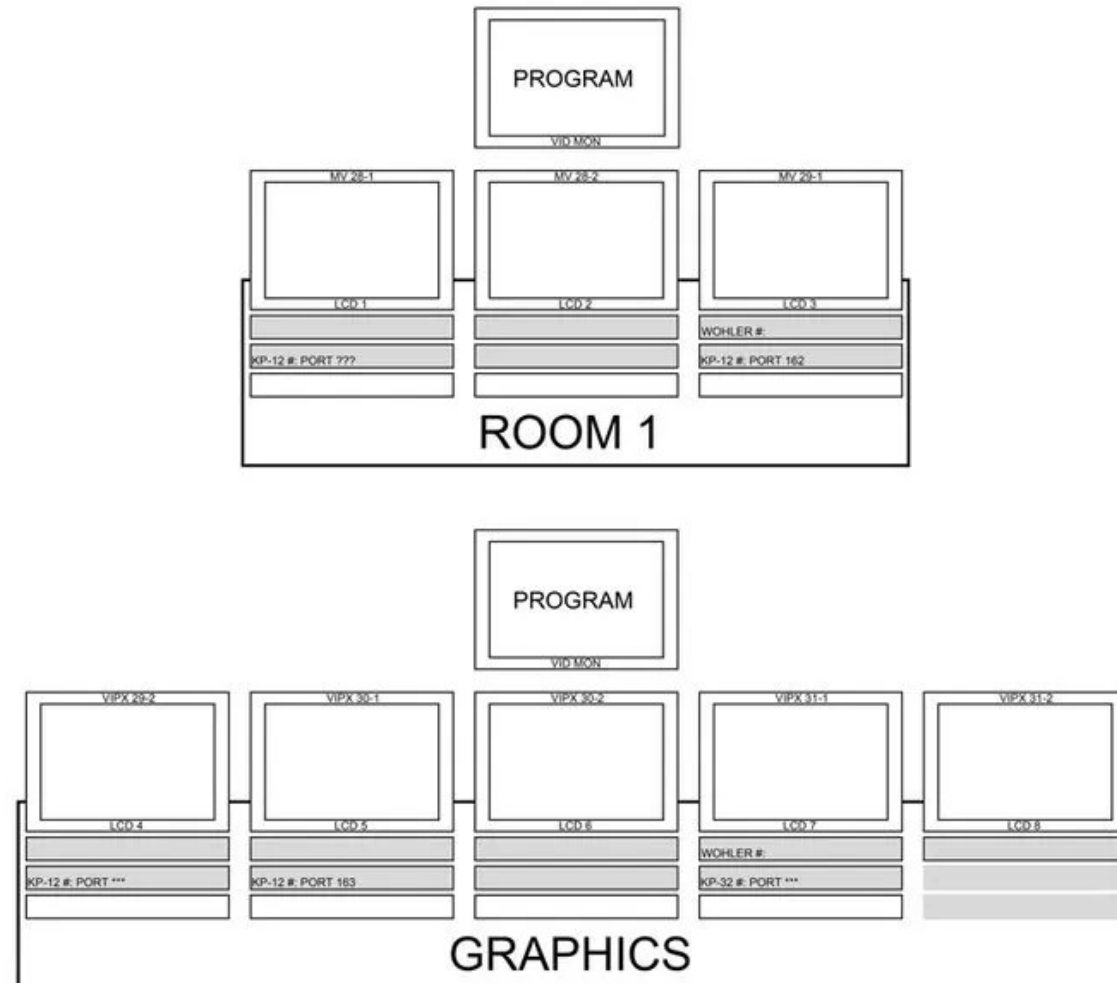 PROGRAM
VID MON
MV 28-1
MV 28-2
MV 29-1
LCD 1
LCD 2
LCD 3
WOHLER #:
KP-12 #: PORT ???
KP-12 #: PORT 162
ROOM 1
PROGRAM
VID MON
VIPX 29-2
VIPX 30-1
VIPX 30-2
VIPX 31-1
VIPX 31-2
LCD 4
LCD 5
LCD 6
LCD 7
LCD 8
WOHLER #:
KP-12 #: PORT ***
KP-12 #: PORT 163
KP-32 #: PORT ***
GRAPHICS